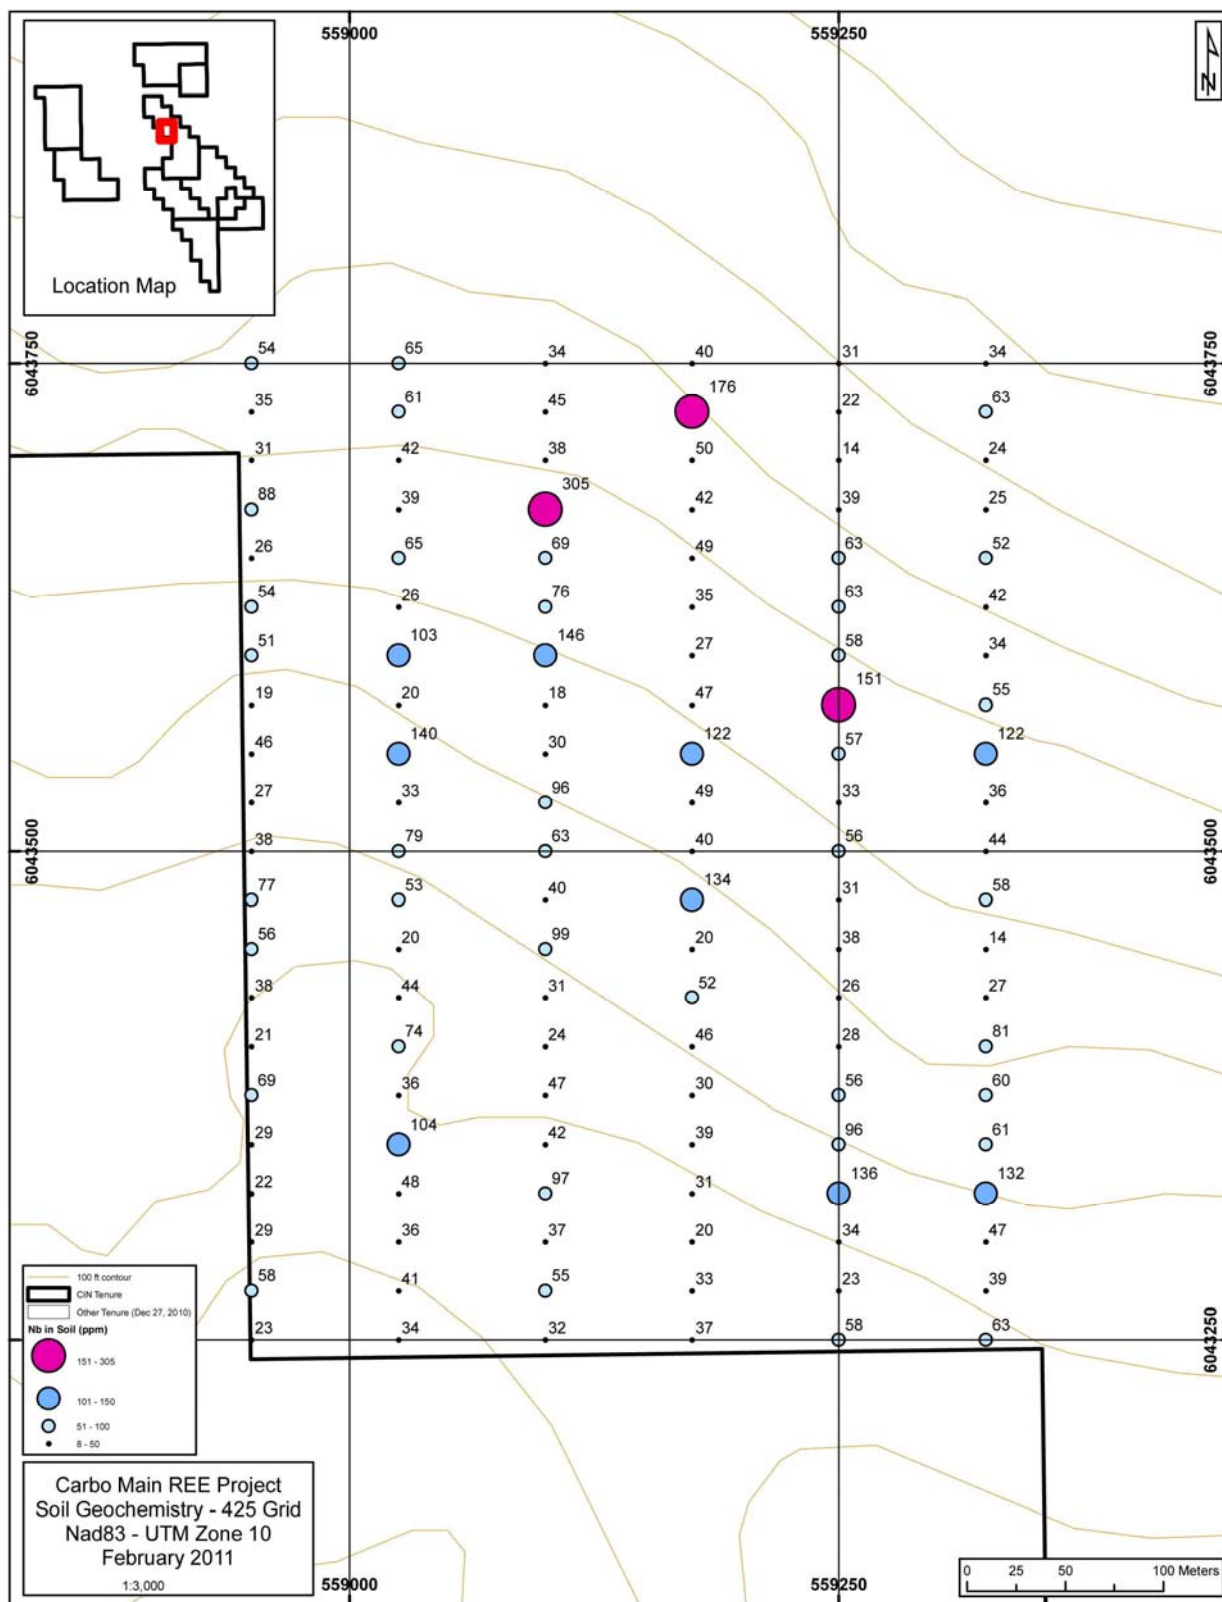 559000
559250
N
Location Map
6043750
6043750
54 65 34 40 31 34
35 61 45 176 22 63
31 42 38 50 14 24
88 39 305 42 39 25
26 65 69 49 63 52
54 26 76 35 63 42
51 103 146 27 58 34
19 20 18 47 151 55
46 140 30 122 57 122
27 33 96 49 33 36
6043500
6043500
38 79 63 40 56 44
77 53 40 134 31 58
56 20 99 20 38 14
38 44 31 52 26 27
21 74 24 46 28 81
69 36 47 30 56 60
29 104 42 39 96 61
22 48 97 31 136 132
29 36 37 20 34 47
58 41 55 33 23 39
23 34 32 37 58 63
6043250
100 ft contour
CIN Tenure
Other Tenure (Dec 27, 2010)
Nb in Soil (ppm)
151 - 305
101 - 150
51 - 100
8 - 50
Carbo Main REE Project
Soil Geochemistry - 425 Grid
Nad83 - UTM Zone 10
February 2011
1:3,000
559000
559250
0 25 50 100 Meters